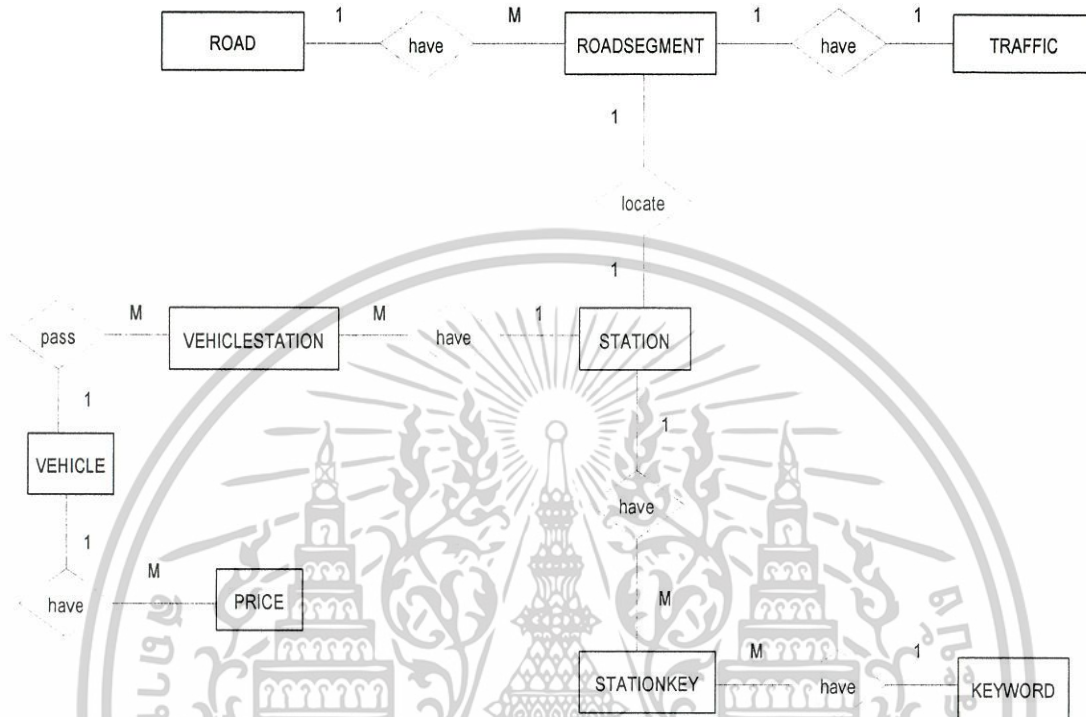 1 M 1 1
ROAD have ROADSEGMENT have TRAFFIC
1
locate
1
M M 1
pass VEHICLESTATION have STATION
1 1
VEHICLE
have
1
M
have PRICE M
M 1
STATIONKEY have KEYWORD